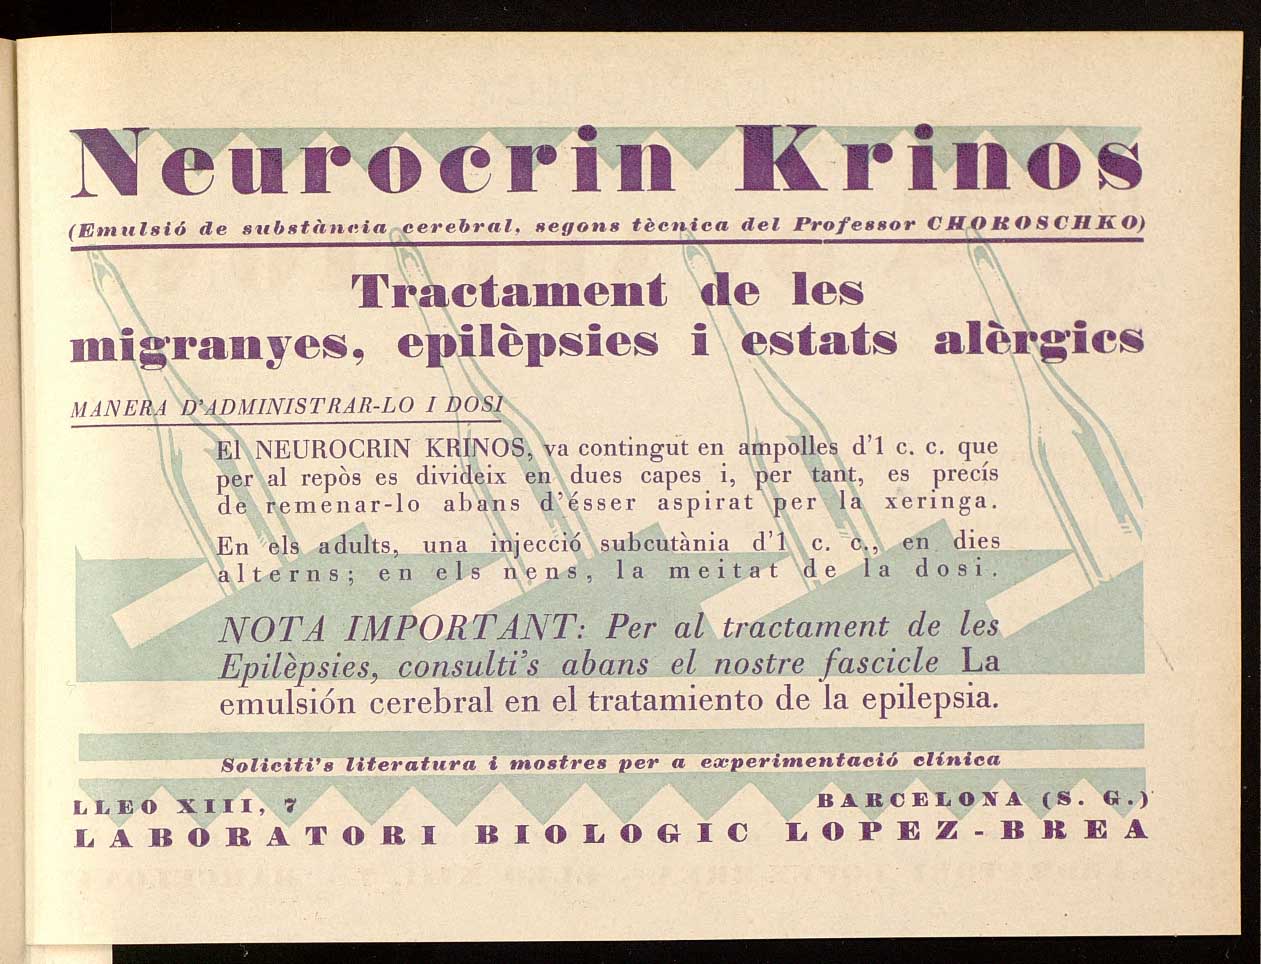 Neurocrin Krinos
(Emulsió de substància cerebral, segons tècnica del Professor CHOROSCHKO)
Tractament de les
migranyes, epilèpsies i estats alèrgics
MANERA D'ADMINISTRAR-LO I DOSI
El NEUROCRIN KRINOS, va contingut en ampolles d'1 c. c. que
per al repòs es divideix en dues capes i, per tant, es precís
de remenar-lo abans d'ésser aspirat per la xeringa.
En els adults, una injecció subcutània d'1 c. c., en dies
alterns; en els nens, la meitat de la dosi.
NOTA IMPORTANT: Per al tractament de les
Epilèpsies, consulti's abans el nostre fascicle La
emulsión cerebral en el tratamiento de la epilepsia.
Soliciti's literatura i mostres per a experimentació clínica
LLEO XIII, 7 BARCELONA (S. G.)
LABORATORI BIOLOGIC LOPEZ-BREA